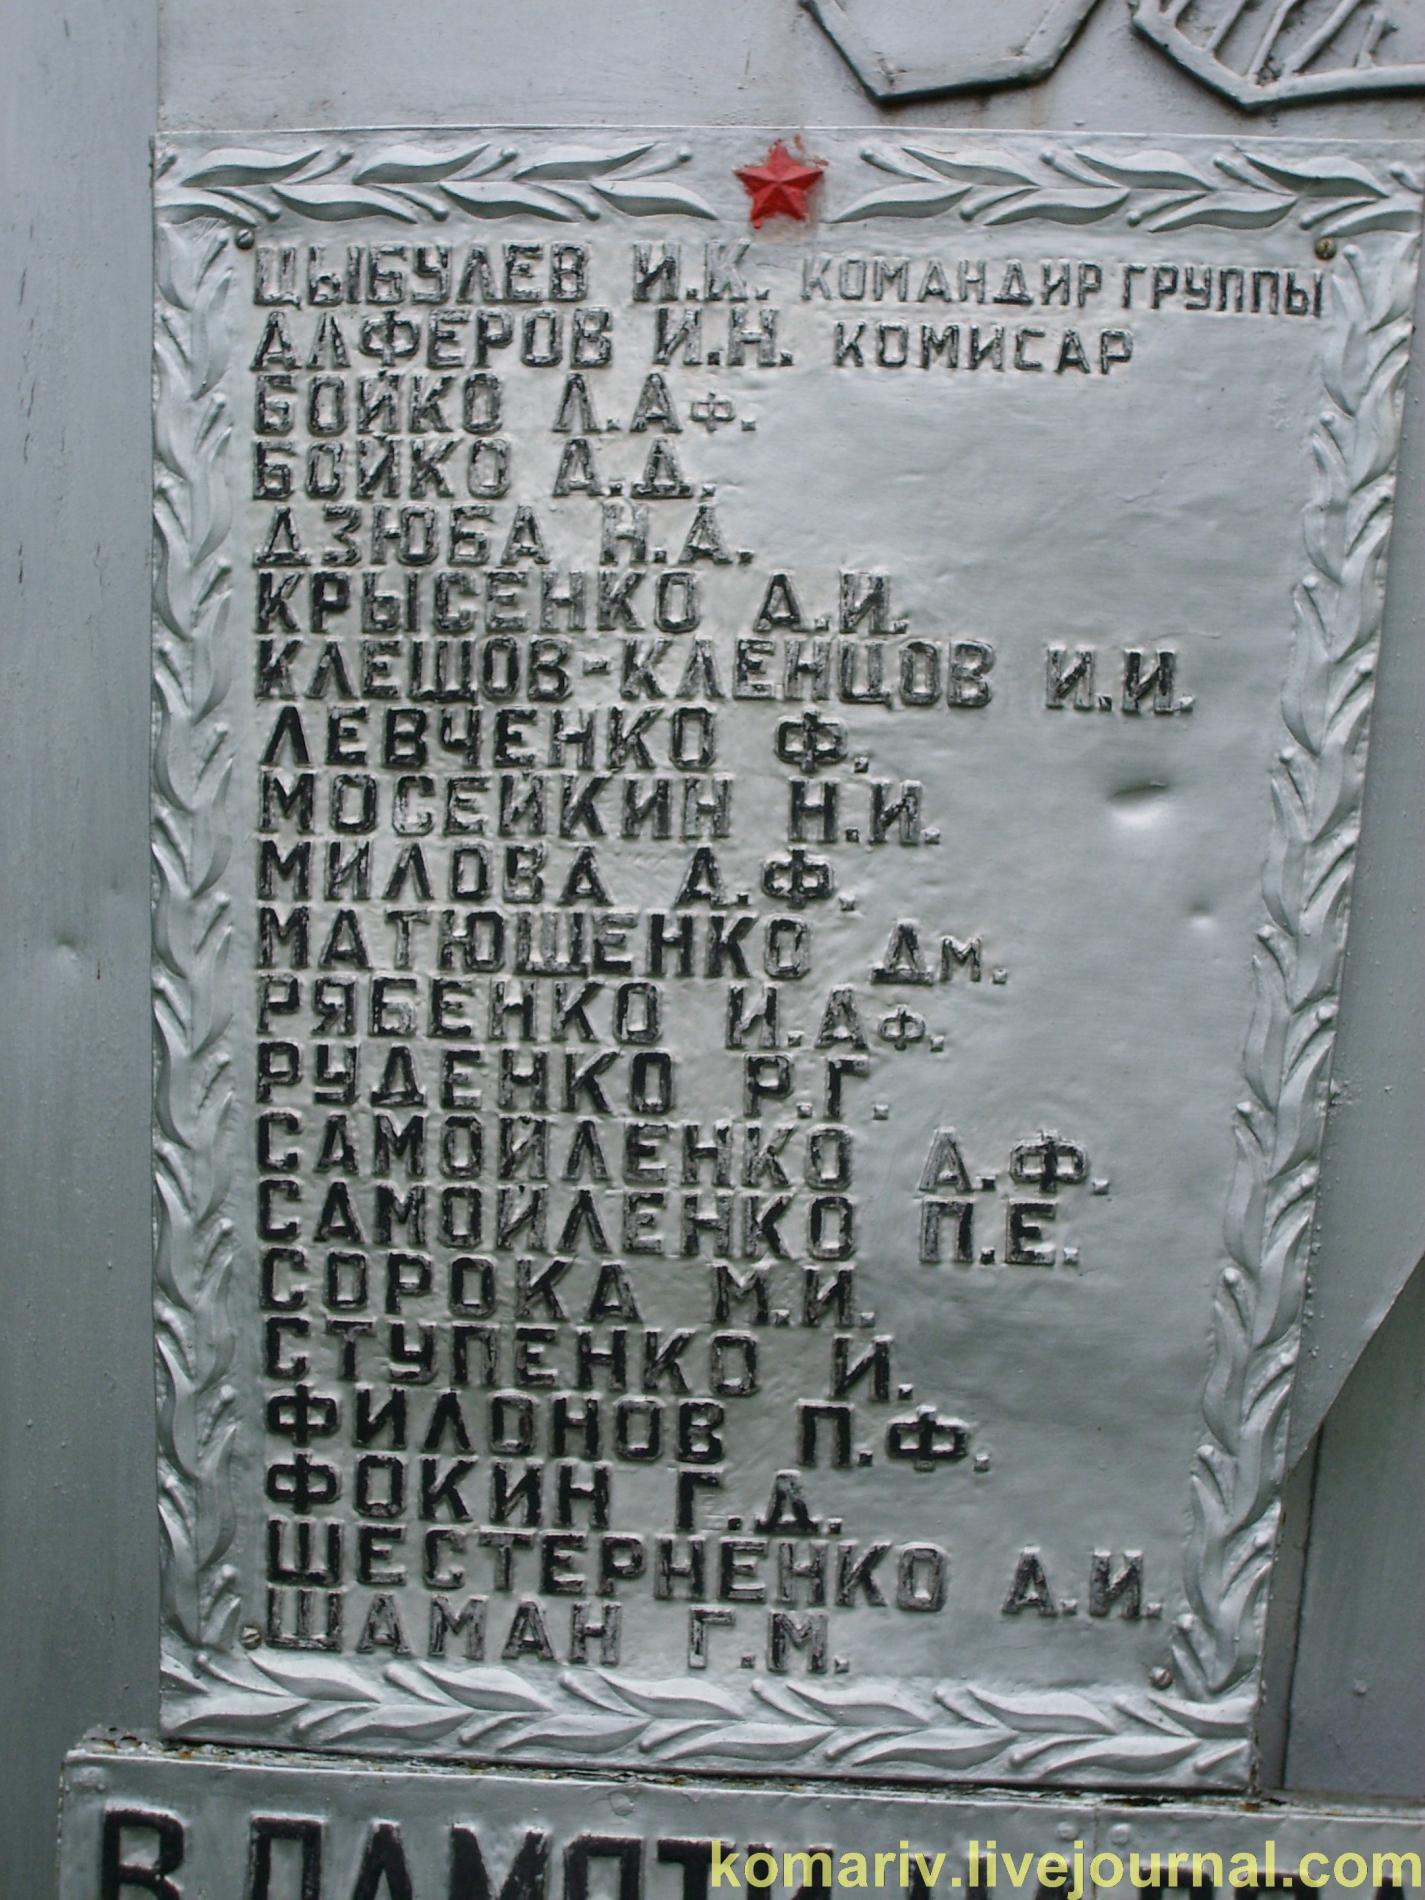 ЦЫБУЛЕВ И.К. КОМАНДИР ГРУППЫ
АЛФЕРОВ И.Н. КОМИСАР
БОЙКО Л.Аф.
БОЙКО А.Д.
ДЗЮБА Н.А.
КРЫСЕНКО А.И.
КЛЕЩОВ-КЛЕНЦОВ И.И.
ЛЕВЧЕНКО Ф.
МОСЕЙКИН Н.И.
МИЛОВА А.Ф.
МАТЮЩЕНКО Дм.
РЯБЕНКО И.Аф.
РУДЕНКО Р.Г.
САМОЙЛЕНКО А.Ф.
САМОЙЛЕНКО П.Е.
СОРОКА М.И.
СТУПЕНКО И.
ФИЛОНОВ П.Ф.
ФОКИН Г.Д.
ШЕСТЕРНЕНКО А.И.
ШАМАН Г.М.
В ПАМЯТИ
komariv.livejournal.com